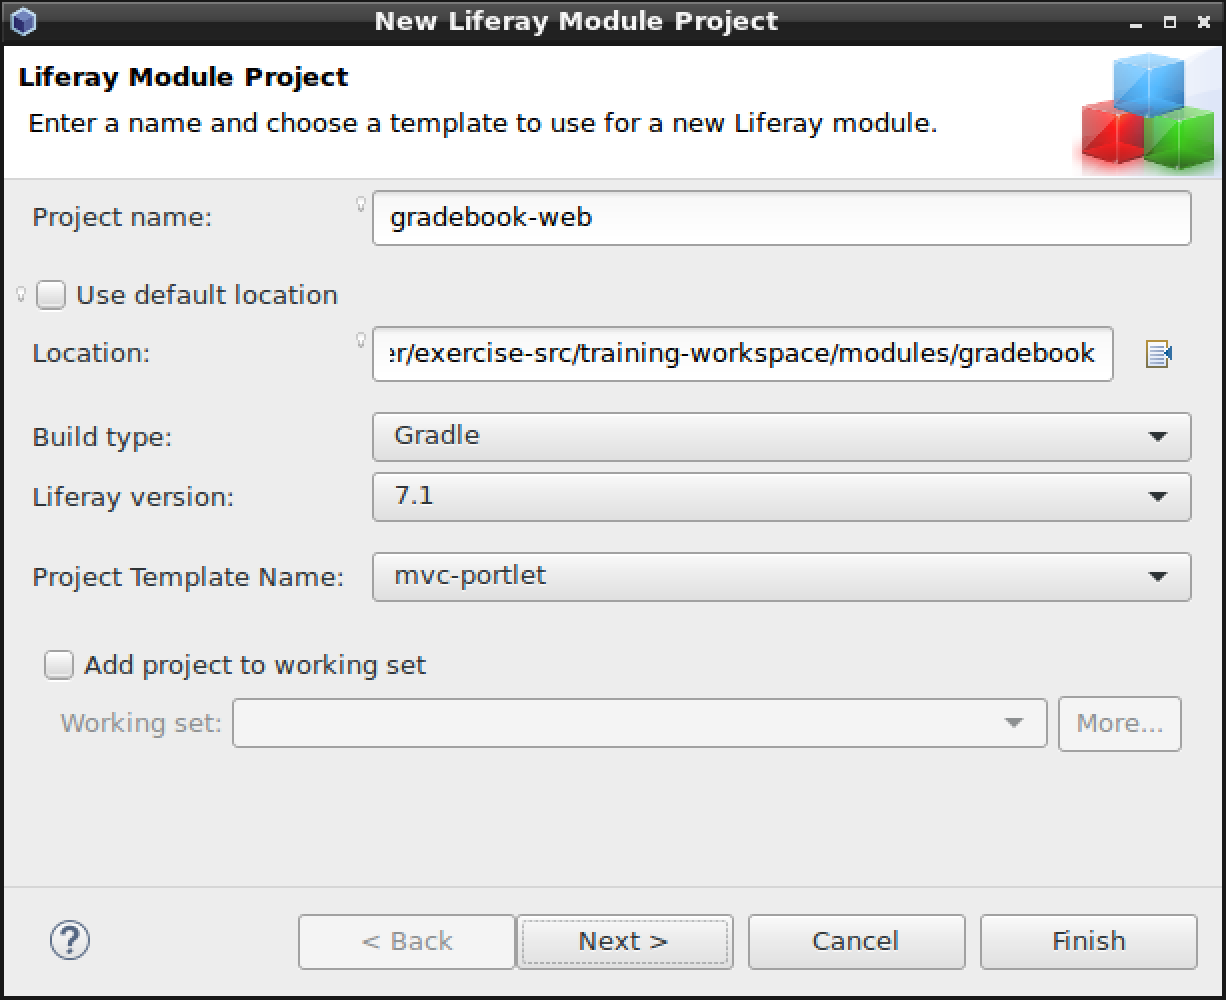 New Liferay Module Project
Liferay Module Project
Enter a name and choose a template to use for a new Liferay module.
Project name: gradebook-web
Use default location
Location: er/exercise-src/training-workspace/modules/gradebook
Build type: Gradle
Liferay version: 7.1
Project Template Name: mvc-portlet
Add project to working set
Working set: More...
? < Back Next > Cancel Finish